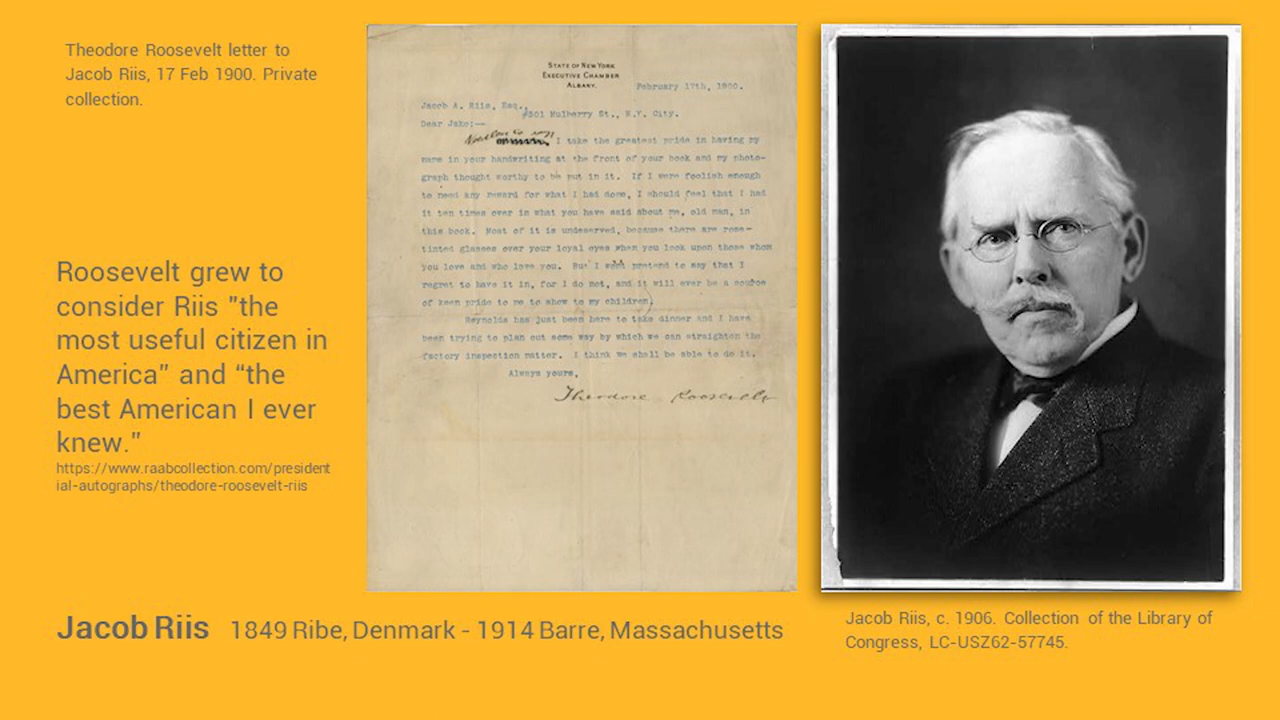 Theodore Roosevelt letter to
Jacob Riis, 17 Feb 1900. Private
collection.
Roosevelt grew to
consider Riis "the
most useful citizen in
America” and “the
best American I ever
knew.”
https://www.raabcollection.com/president
ial-autographs/theodore-roosevelt-riis
STATE OF NEW YORK
EXECUTIVE CHAMBER
ALBANY.
February 17th, 1900.
Jacob A. Riis, Esq.,
#301 Mulberry St., N.Y. City.
Dear Jake:—
Needless to say I take the greatest pride in having my
name in your handwriting at the front of your book and my photo-
graph thought worthy to be put in it. If I were foolish enough
to need any reward for what I had done, I should feel that I had
it ten times over in what you have said about me, old man, in
this book. Most of it is undeserved, because there are rose-
tinted glasses over your loyal eyes when you look upon those whom
you love and who love you. But I wont pretend to say that I
regret to have it in, for I do not, and it will ever be a source
of keen pride to me to show to my children.
Reynolds has just been here to take dinner and I have
been trying to plan out some way by which we can straighten the
factory inspection matter. I think we shall be able to do it.
Always yours,
Theodore Roosevelt
Jacob Riis 1849 Ribe, Denmark - 1914 Barre, Massachusetts
Jacob Riis, c. 1906. Collection of the Library of
Congress, LC-USZ62-57745.